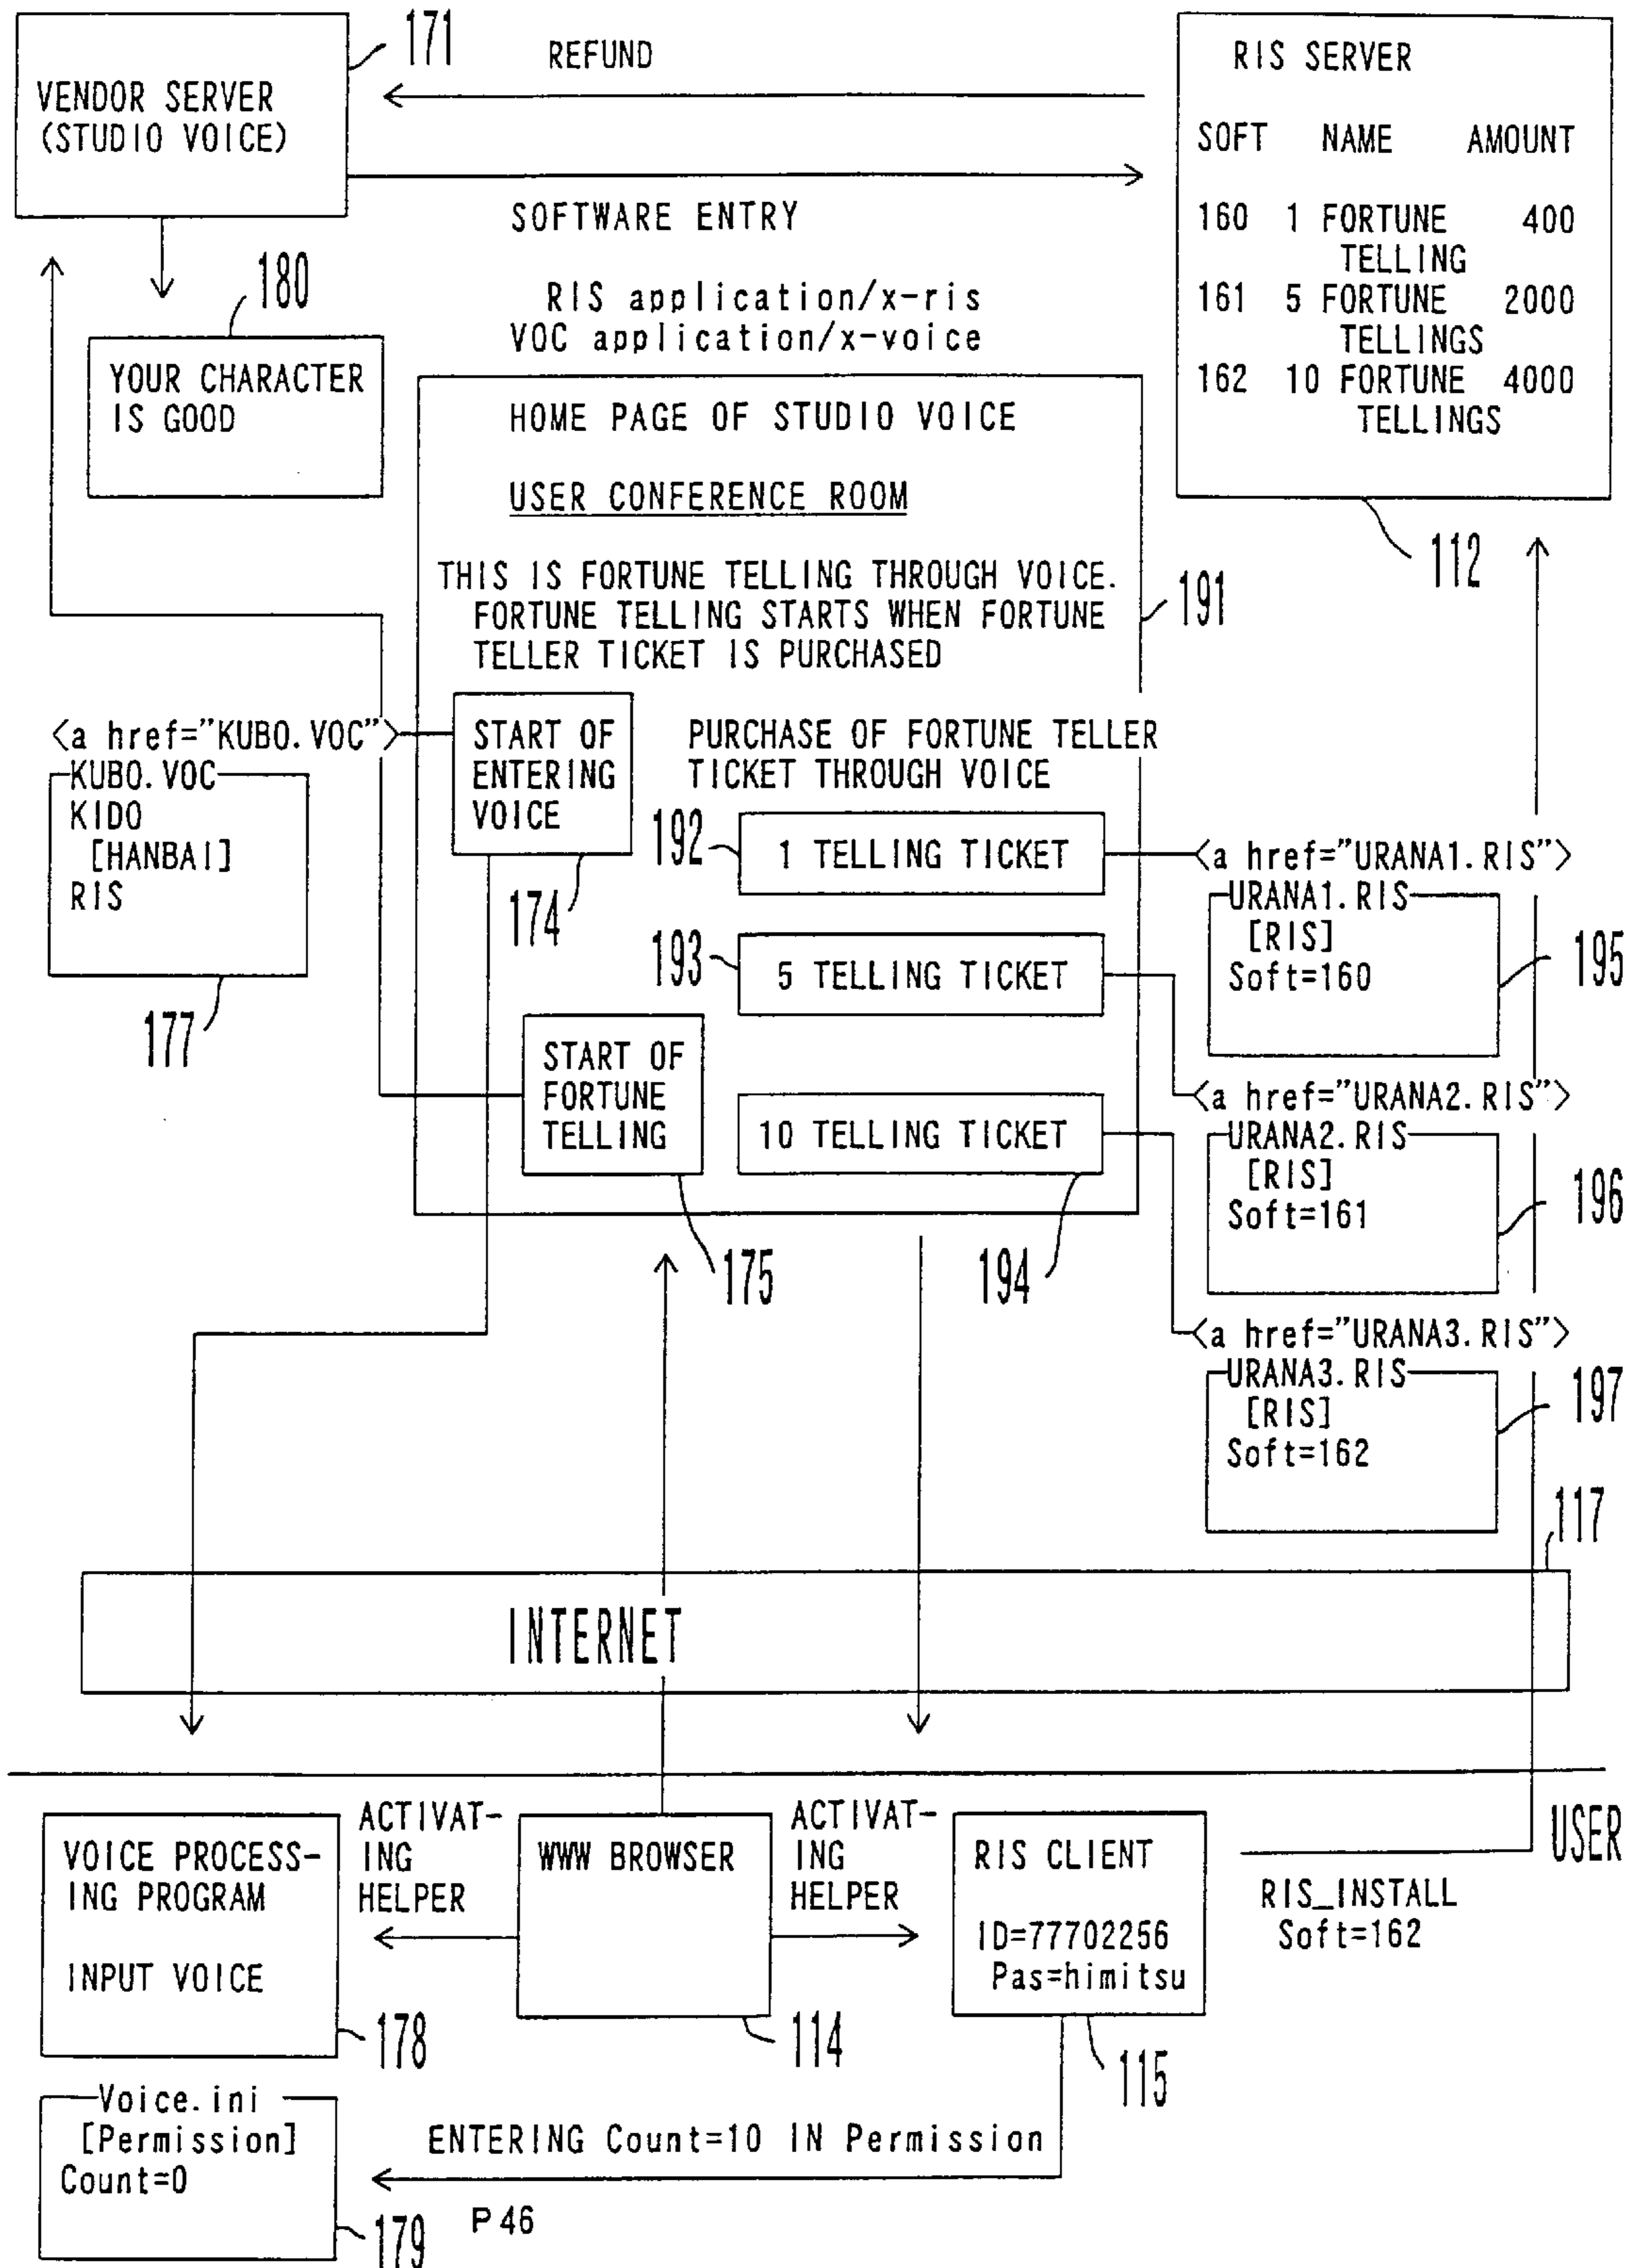 171
REFUND
VENDOR SERVER
(STUDIO VOICE)
RIS SERVER
SOFT NAME AMOUNT
160 1 FORTUNE 400
TELLING
161 5 FORTUNE 2000
TELLINGS
162 10 FORTUNE 4000
TELLINGS
112
SOFTWARE ENTRY
RIS application/x-ris
VOC application/x-voice
180
YOUR CHARACTER
IS GOOD
HOME PAGE OF STUDIO VOICE
USER CONFERENCE ROOM
THIS IS FORTUNE TELLING THROUGH VOICE.
FORTUNE TELLING STARTS WHEN FORTUNE
TELLER TICKET IS PURCHASED
191
<a href="KUBO.VOC">
KUBO.VOC
KIDO
[HANBAI]
RIS
177
START OF
ENTERING
VOICE
174
PURCHASE OF FORTUNE TELLER
TICKET THROUGH VOICE
192
1 TELLING TICKET
193
5 TELLING TICKET
START OF
FORTUNE
TELLING
175
10 TELLING TICKET
194
<a href="URANA1.RIS">
URANA1.RIS
[RIS]
Soft=160
195
<a href="URANA2.RIS">
URANA2.RIS
[RIS]
Soft=161
196
<a href="URANA3.RIS">
URANA3.RIS
[RIS]
Soft=162
197
117
INTERNET
USER
VOICE PROCESS-
ING PROGRAM
INPUT VOICE
178
ACTIVAT-
ING
HELPER
WWW BROWSER
114
ACTIVAT-
ING
HELPER
RIS CLIENT
ID=77702256
Pas=himitsu
115
RIS_INSTALL
Soft=162
Voice.ini
[Permission]
Count=0
179
ENTERING Count=10 IN Permission
P46